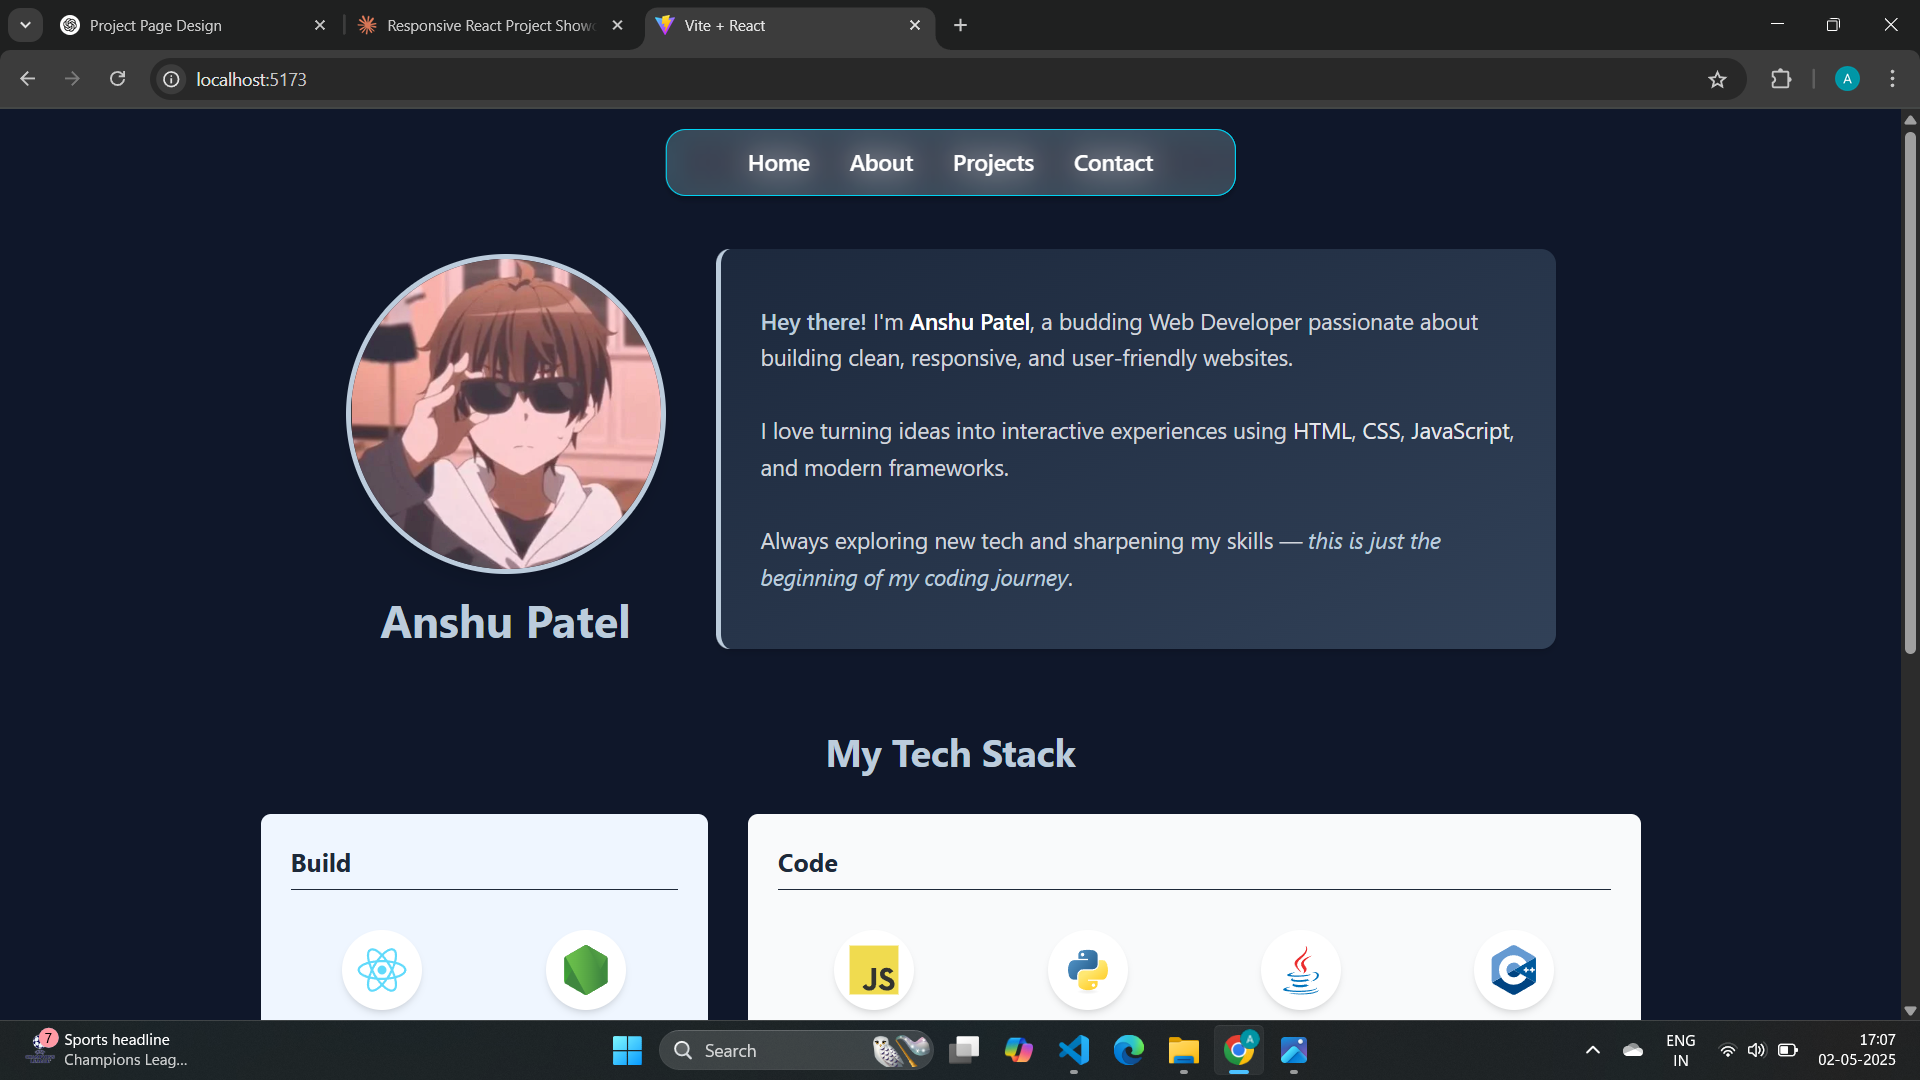 Project Page Design
Responsive React Project Show
Vite + React
localhost:5173
A
Home About Projects Contact
Hey there! I'm Anshu Patel, a budding Web Developer passionate about
building clean, responsive, and user-friendly websites.
I love turning ideas into interactive experiences using HTML, CSS, JavaScript,
and modern frameworks.
Always exploring new tech and sharpening my skills — this is just the
beginning of my coding journey.
Anshu Patel
My Tech Stack
Build
Code
JS
C++
7
Sports headline
Champions Leag...
Search
A
ENG
IN
17:07
02-05-2025